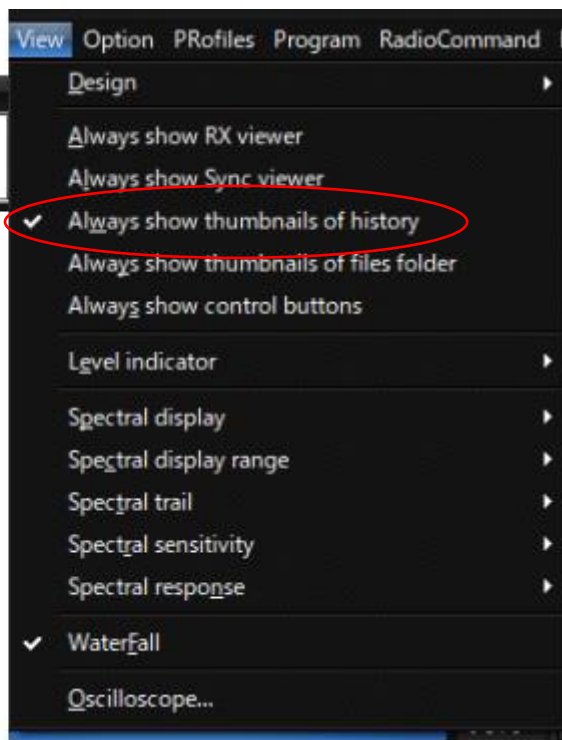 View Option PRofiles Program RadioCommand
Design
Always show RX viewer
Always show Sync viewer
Always show thumbnails of history
Always show thumbnails of files folder
Always show control buttons
Level indicator
Spectral display
Spectral display range
Spectral trail
Spectral sensitivity
Spectral response
WaterFall
Oscilloscope...